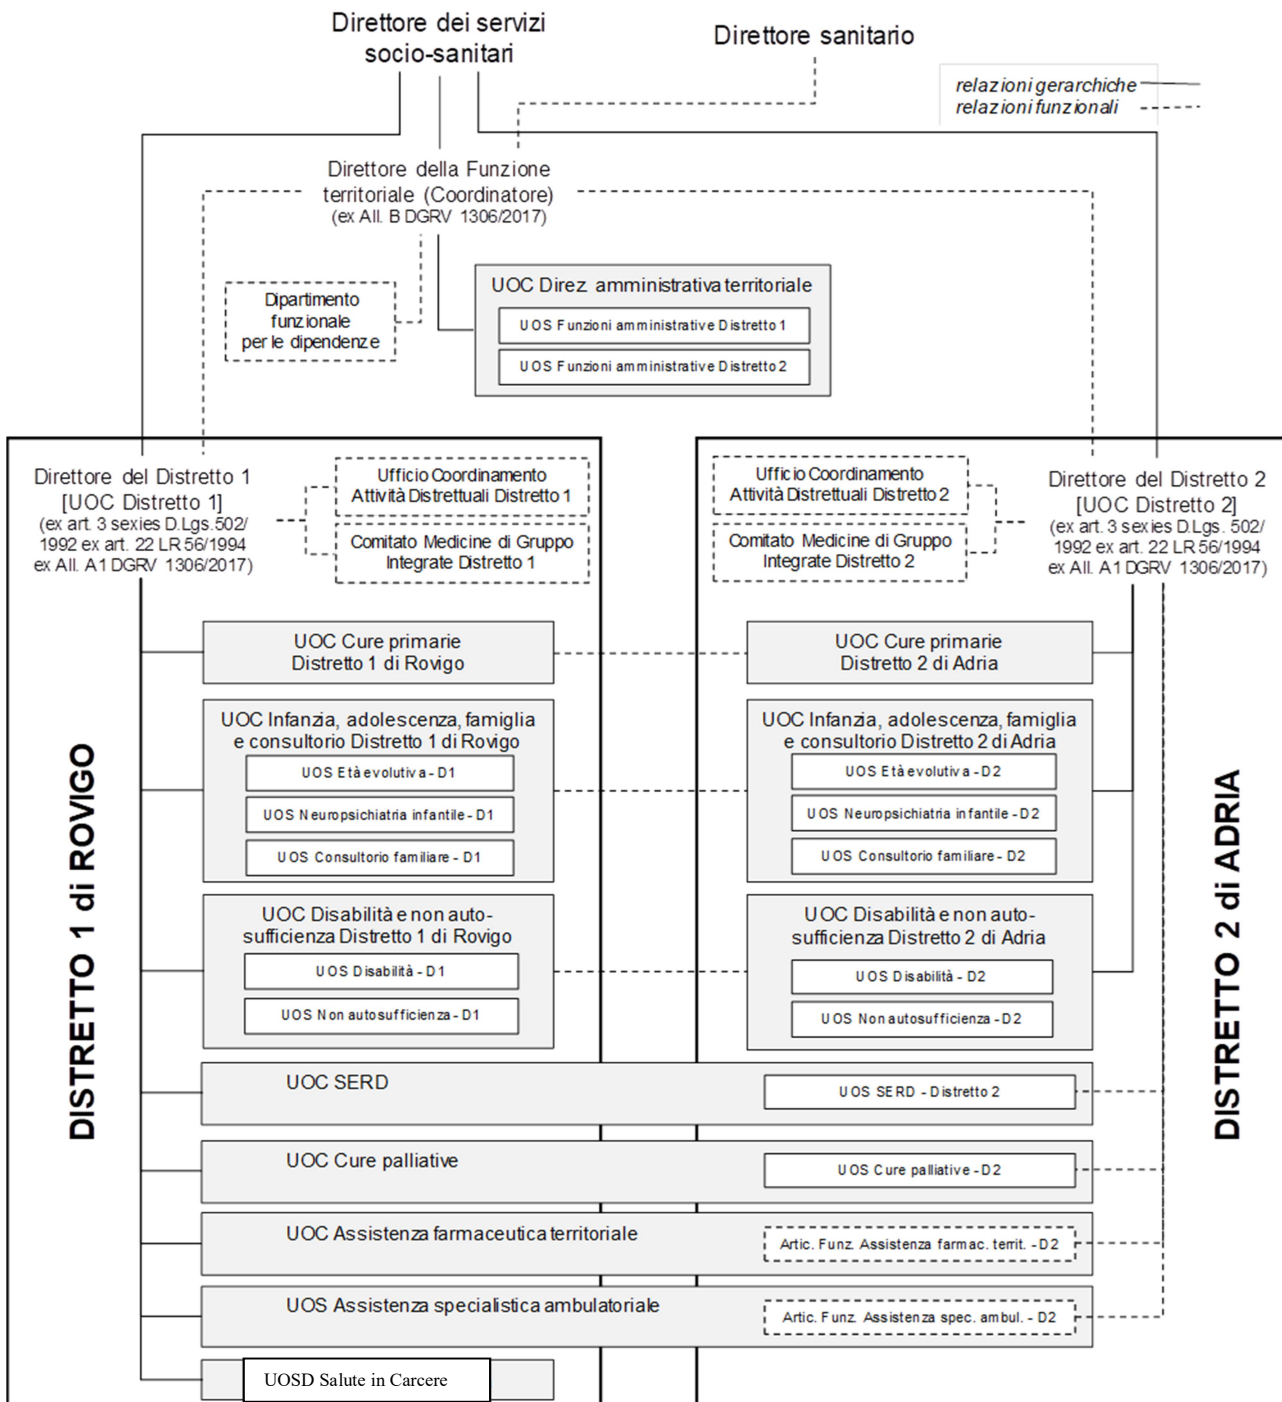 Direttore dei servizi
socio-sanitari
Direttore sanitario
relazioni gerarchiche
relazioni funzionali
Direttore della Funzione
territoriale (Coordinatore)
(ex All. B DGRV 1306/2017)
Dipartimento
funzionale
per le dipendenze
UOC Direz. amministrativa territoriale
UOS Funzioni amministrative Distretto 1
UOS Funzioni amministrative Distretto 2
DISTRETTO 1 di ROVIGO
Direttore del Distretto 1
[UOC Distretto 1]
(ex art. 3 sexies D.Lgs. 502/
1992 ex art. 22 LR 56/1994
ex All. A1 DGRV 1306/2017)
Ufficio Coordinamento
Attività Distrettuali Distretto 1
Comitato Medicine di Gruppo
Integrate Distretto 1
Ufficio Coordinamento
Attività Distrettuali Distretto 2
Comitato Medicine di Gruppo
Integrate Distretto 2
Direttore del Distretto 2
[UOC Distretto 2]
(ex art. 3 sexies D.Lgs. 502/
1992 ex art. 22 LR 56/1994
ex All. A1 DGRV 1306/2017)
DISTRETTO 2 di ADRIA
UOC Cure primarie
Distretto 1 di Rovigo
UOC Cure primarie
Distretto 2 di Adria
UOC Infanzia, adolescenza, famiglia
e consultorio Distretto 1 di Rovigo
UOS Età evolutiva - D1
UOS Neuropsichiatria infantile - D1
UOS Consultorio familiare - D1
UOC Infanzia, adolescenza, famiglia
e consultorio Distretto 2 di Adria
UOS Età evolutiva - D2
UOS Neuropsichiatria infantile - D2
UOS Consultorio familiare - D2
UOC Disabilità e non auto-
sufficienza Distretto 1 di Rovigo
UOS Disabilità - D1
UOS Non autosufficienza - D1
UOC Disabilità e non auto-
sufficienza Distretto 2 di Adria
UOS Disabilità - D2
UOS Non autosufficienza - D2
UOC SERD
UOS SERD - Distretto 2
UOC Cure palliative
UOS Cure palliative - D2
UOC Assistenza farmaceutica territoriale
Artic. Funz. Assistenza farmac. territ. - D2
UOS Assistenza specialistica ambulatoriale
Artic. Funz. Assistenza spec. ambul. - D2
UOSD Salute in Carcere